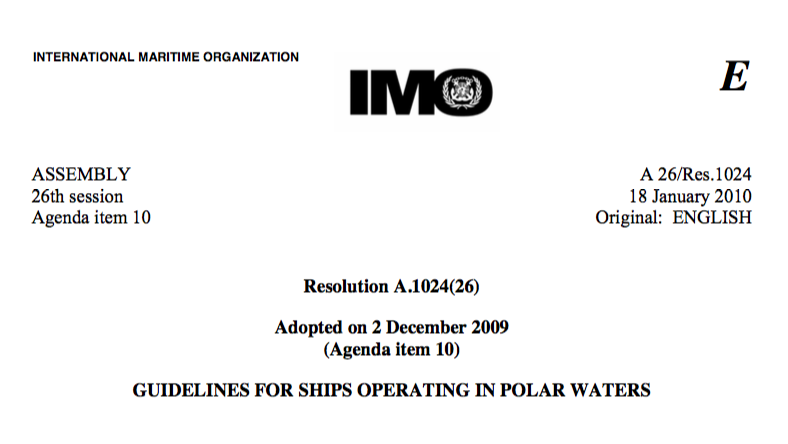 INTERNATIONAL MARITIME ORGANIZATION
IMO
E
ASSEMBLY
26th session
Agenda item 10
A 26/Res.1024
18 January 2010
Original: ENGLISH
Resolution A.1024(26)
Adopted on 2 December 2009
(Agenda item 10)
GUIDELINES FOR SHIPS OPERATING IN POLAR WATERS